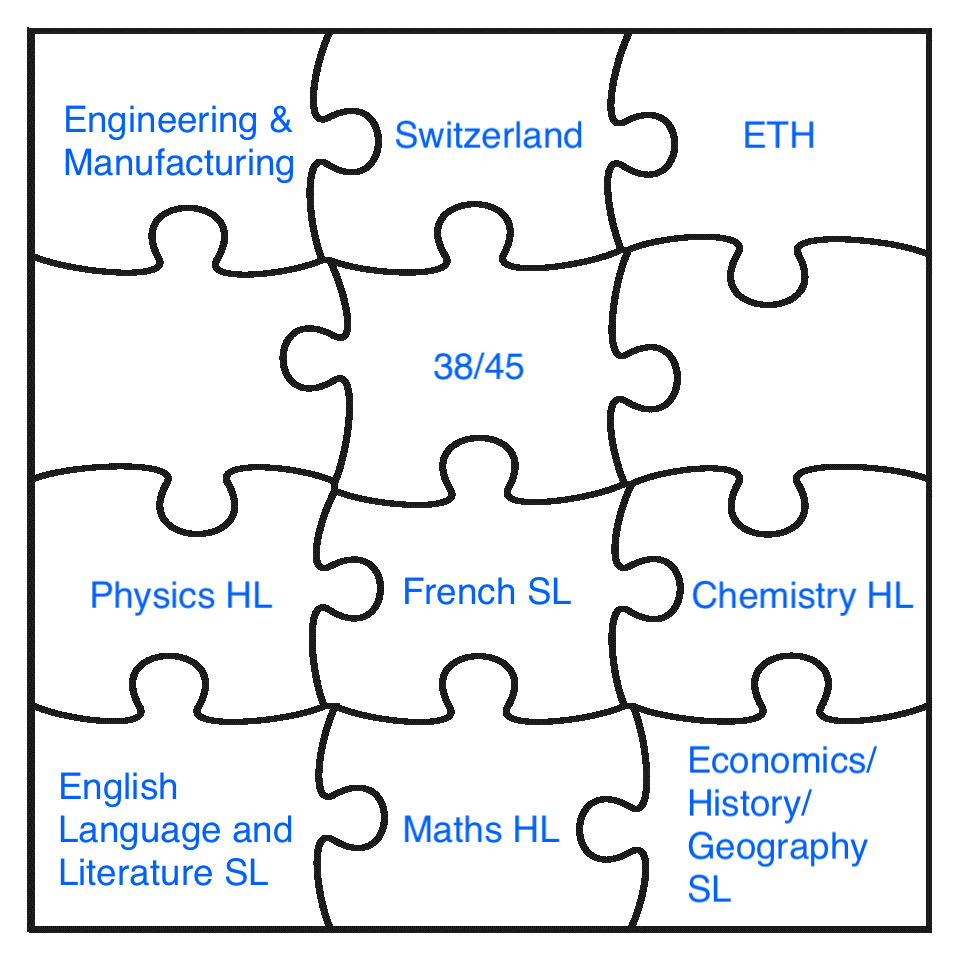 Engineering &
Manufacturing
Switzerland
ETH
38/45
Physics HL
French SL
Chemistry HL
English
Language and
Literature SL
Maths HL
Economics/
History/
Geography
SL